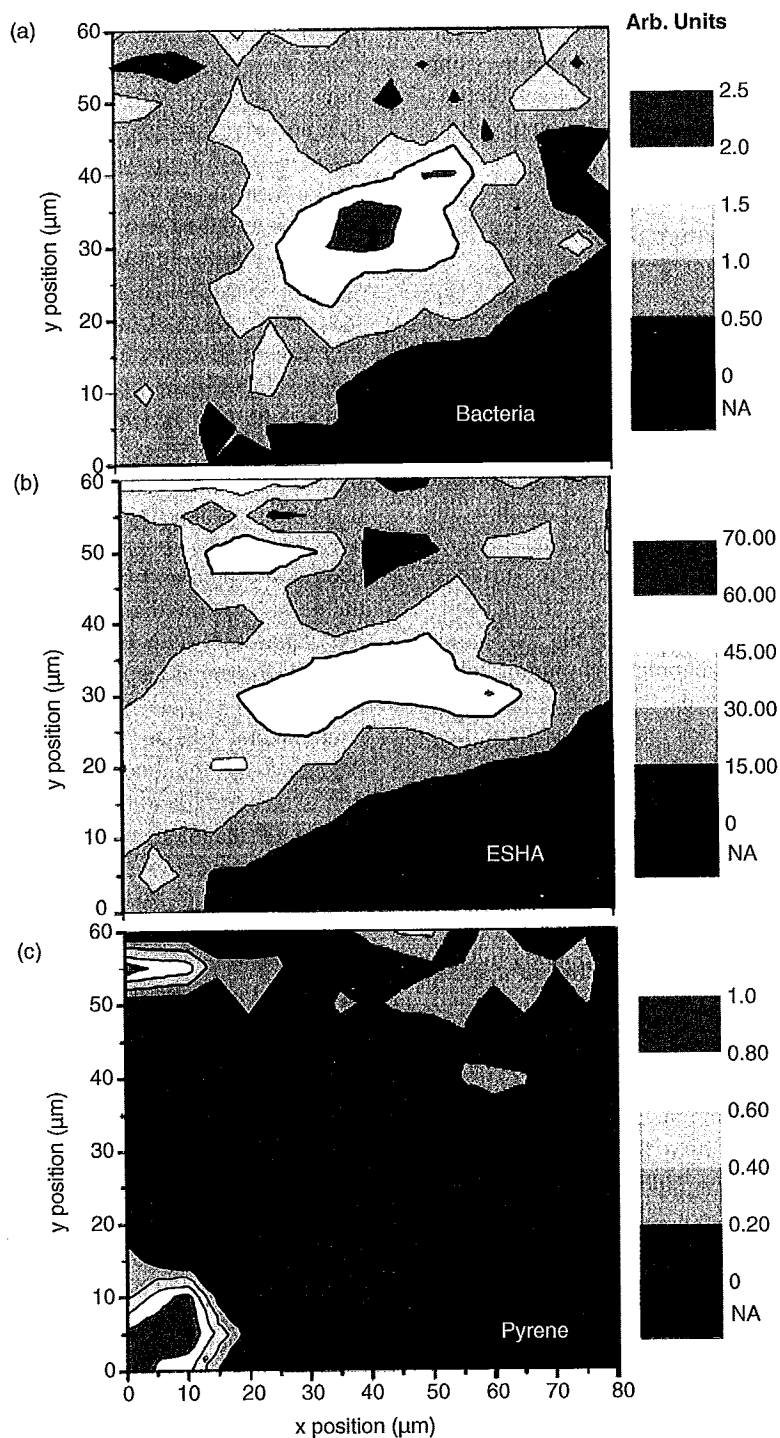 (a)
Arb. Units
60
50
40
30
20
10
0
y position (µm)
Bacteria
2.5
2.0
1.5
1.0
0.50
0
NA
(b)
60
50
40
30
20
10
0
y position (µm)
ESHA
70.00
60.00
45.00
30.00
15.00
0
NA
(c)
60
50
40
30
20
10
0
y position (µm)
Pyrene
1.0
0.80
0.60
0.40
0.20
0
NA
0 10 20 30 40 50 60 70 80
x position (µm)